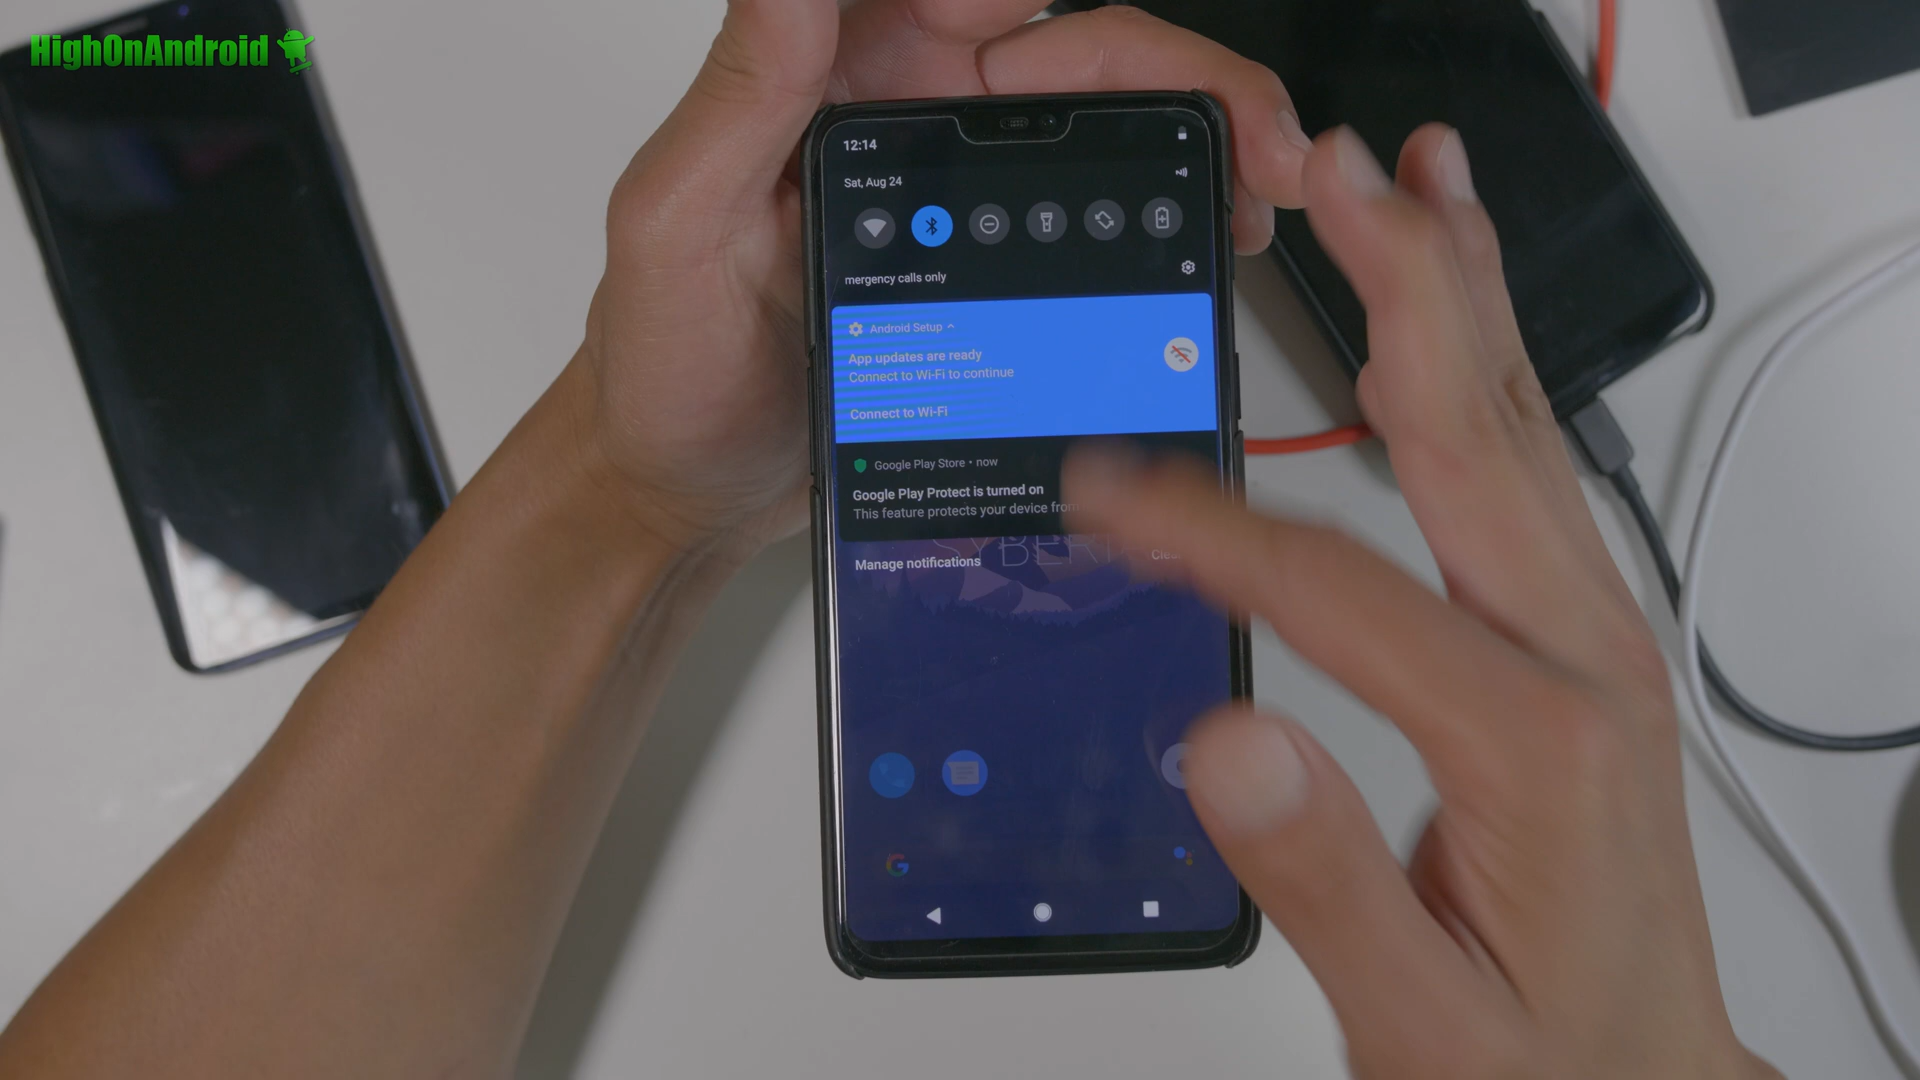 HighOnAndroid
12:14
Sat, Aug 24
mergency calls only
Android Setup
App updates are ready
Connect to Wi-Fi to continue
Connect to Wi-Fi
Google Play Store • now
Google Play Protect is turned on
This feature protects your device from
Manage notifications